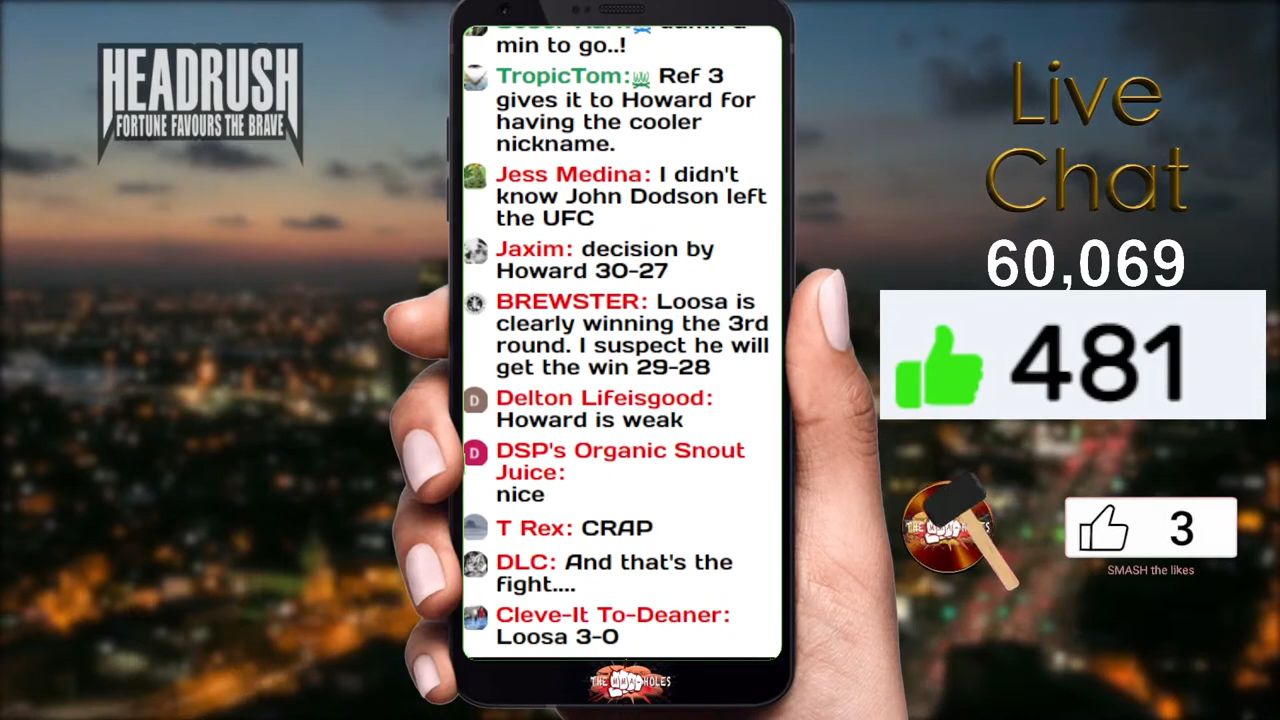 HEADRUSH
FORTUNE FAVOURS THE BRAVE
min to go..!
TropicTom: Ref 3
gives it to Howard for
having the cooler
nickname.
Jess Medina: I didn't
know John Dodson left
the UFC
Jaxim: decision by
Howard 30-27
BREWSTER: Loosa is
clearly winning the 3rd
round. I suspect he will
get the win 29-28
D Delton Lifeisgood:
Howard is weak
D DSP's Organic Snout
Juice:
nice
T Rex: CRAP
DLC: And that's the
fight....
Cleve-It To-Deaner:
Loosa 3-0
THE MMA HOLES
Live
Chat
60,069
481
3
SMASH the likes